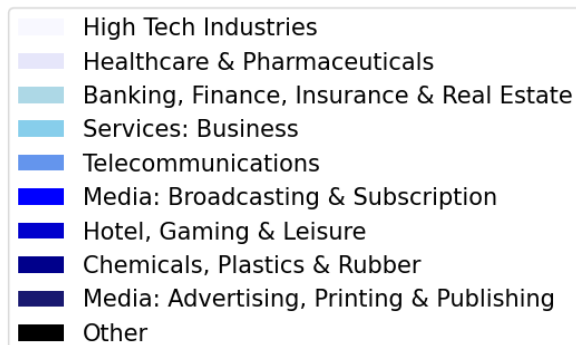 High Tech Industries
Healthcare & Pharmaceuticals
Banking, Finance, Insurance & Real Estate
Services: Business
Telecommunications
Media: Broadcasting & Subscription
Hotel, Gaming & Leisure
Chemicals, Plastics & Rubber
Media: Advertising, Printing & Publishing
Other